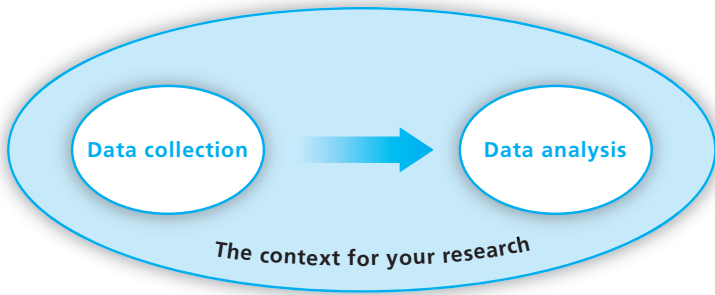 Data collection
Data analysis
The context for your research